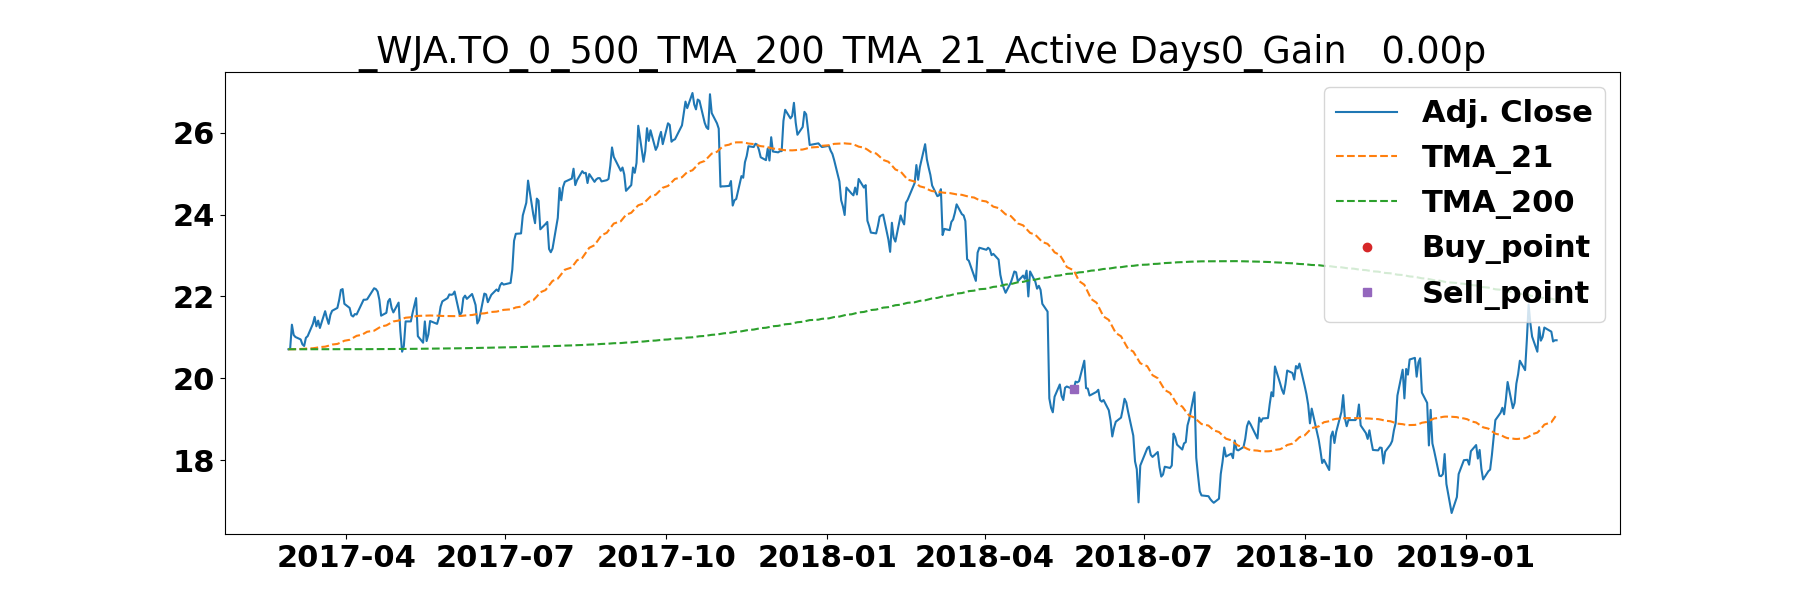 _WJA.TO_0_500_TMA_200_TMA_21_Active Days0_Gain   0.00p
Adj. Close
TMA_21
TMA_200
Buy_point
Sell_point
26
24
22
20
18
2017-04 2017-07 2017-10 2018-01 2018-04 2018-07 2018-10 2019-01